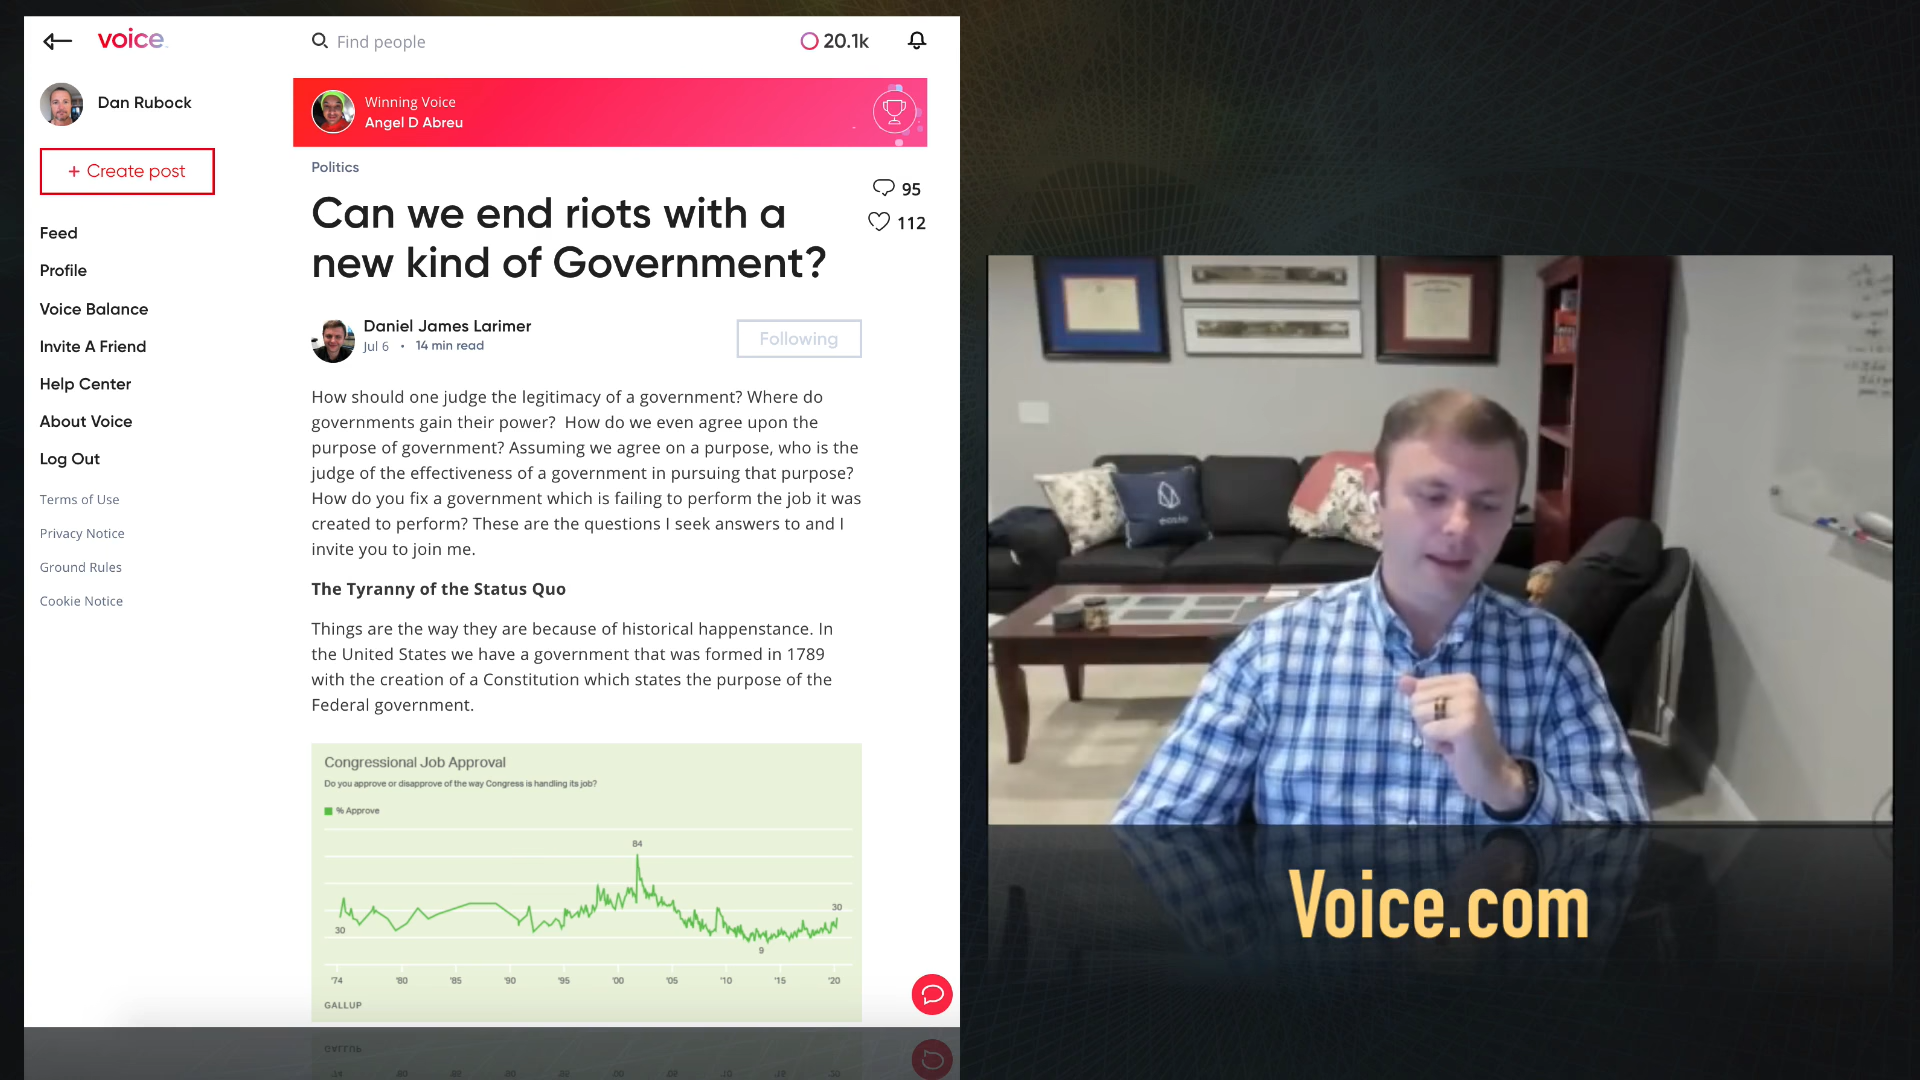 voice.
Find people
20.1k
Dan Rubock
+ Create post
Feed
Profile
Voice Balance
Invite A Friend
Help Center
About Voice
Log Out
Terms of Use
Privacy Notice
Ground Rules
Cookie Notice
Winning Voice
Angel D Abreu
Politics
95
112
Can we end riots with a
new kind of Government?
Daniel James Larimer
Jul 6 • 14 min read
Following
How should one judge the legitimacy of a government? Where do
governments gain their power? How do we even agree upon the
purpose of government? Assuming we agree on a purpose, who is the
judge of the effectiveness of a government in pursuing that purpose?
How do you fix a government which is failing to perform the job it was
created to perform? These are the questions I seek answers to and I
invite you to join me.
The Tyranny of the Status Quo
Things are the way they are because of historical happenstance. In
the United States we have a government that was formed in 1789
with the creation of a Constitution which states the purpose of the
Federal government.
Congressional Job Approval
Do you approve or disapprove of the way Congress is handling its job?
% Approve
84
30
30
9
'74 '80 '85 '90 '95 '00 '05 '10 '15 '20
GALLUP
eosio
Voice.com